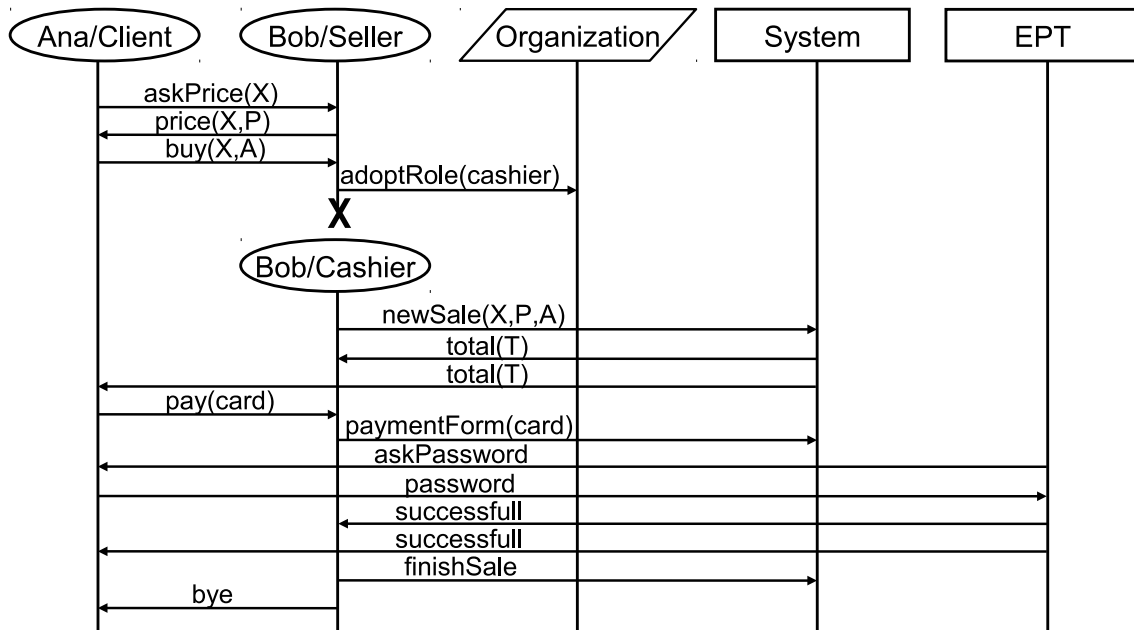 Ana/Client
Bob/Seller
Organization
System
EPT
askPrice(X)
price(X,P)
buy(X,A)
adoptRole(cashier)
X
Bob/Cashier
newSale(X,P,A)
total(T)
total(T)
pay(card)
paymentForm(card)
askPassword
password
successfull
successfull
finishSale
bye